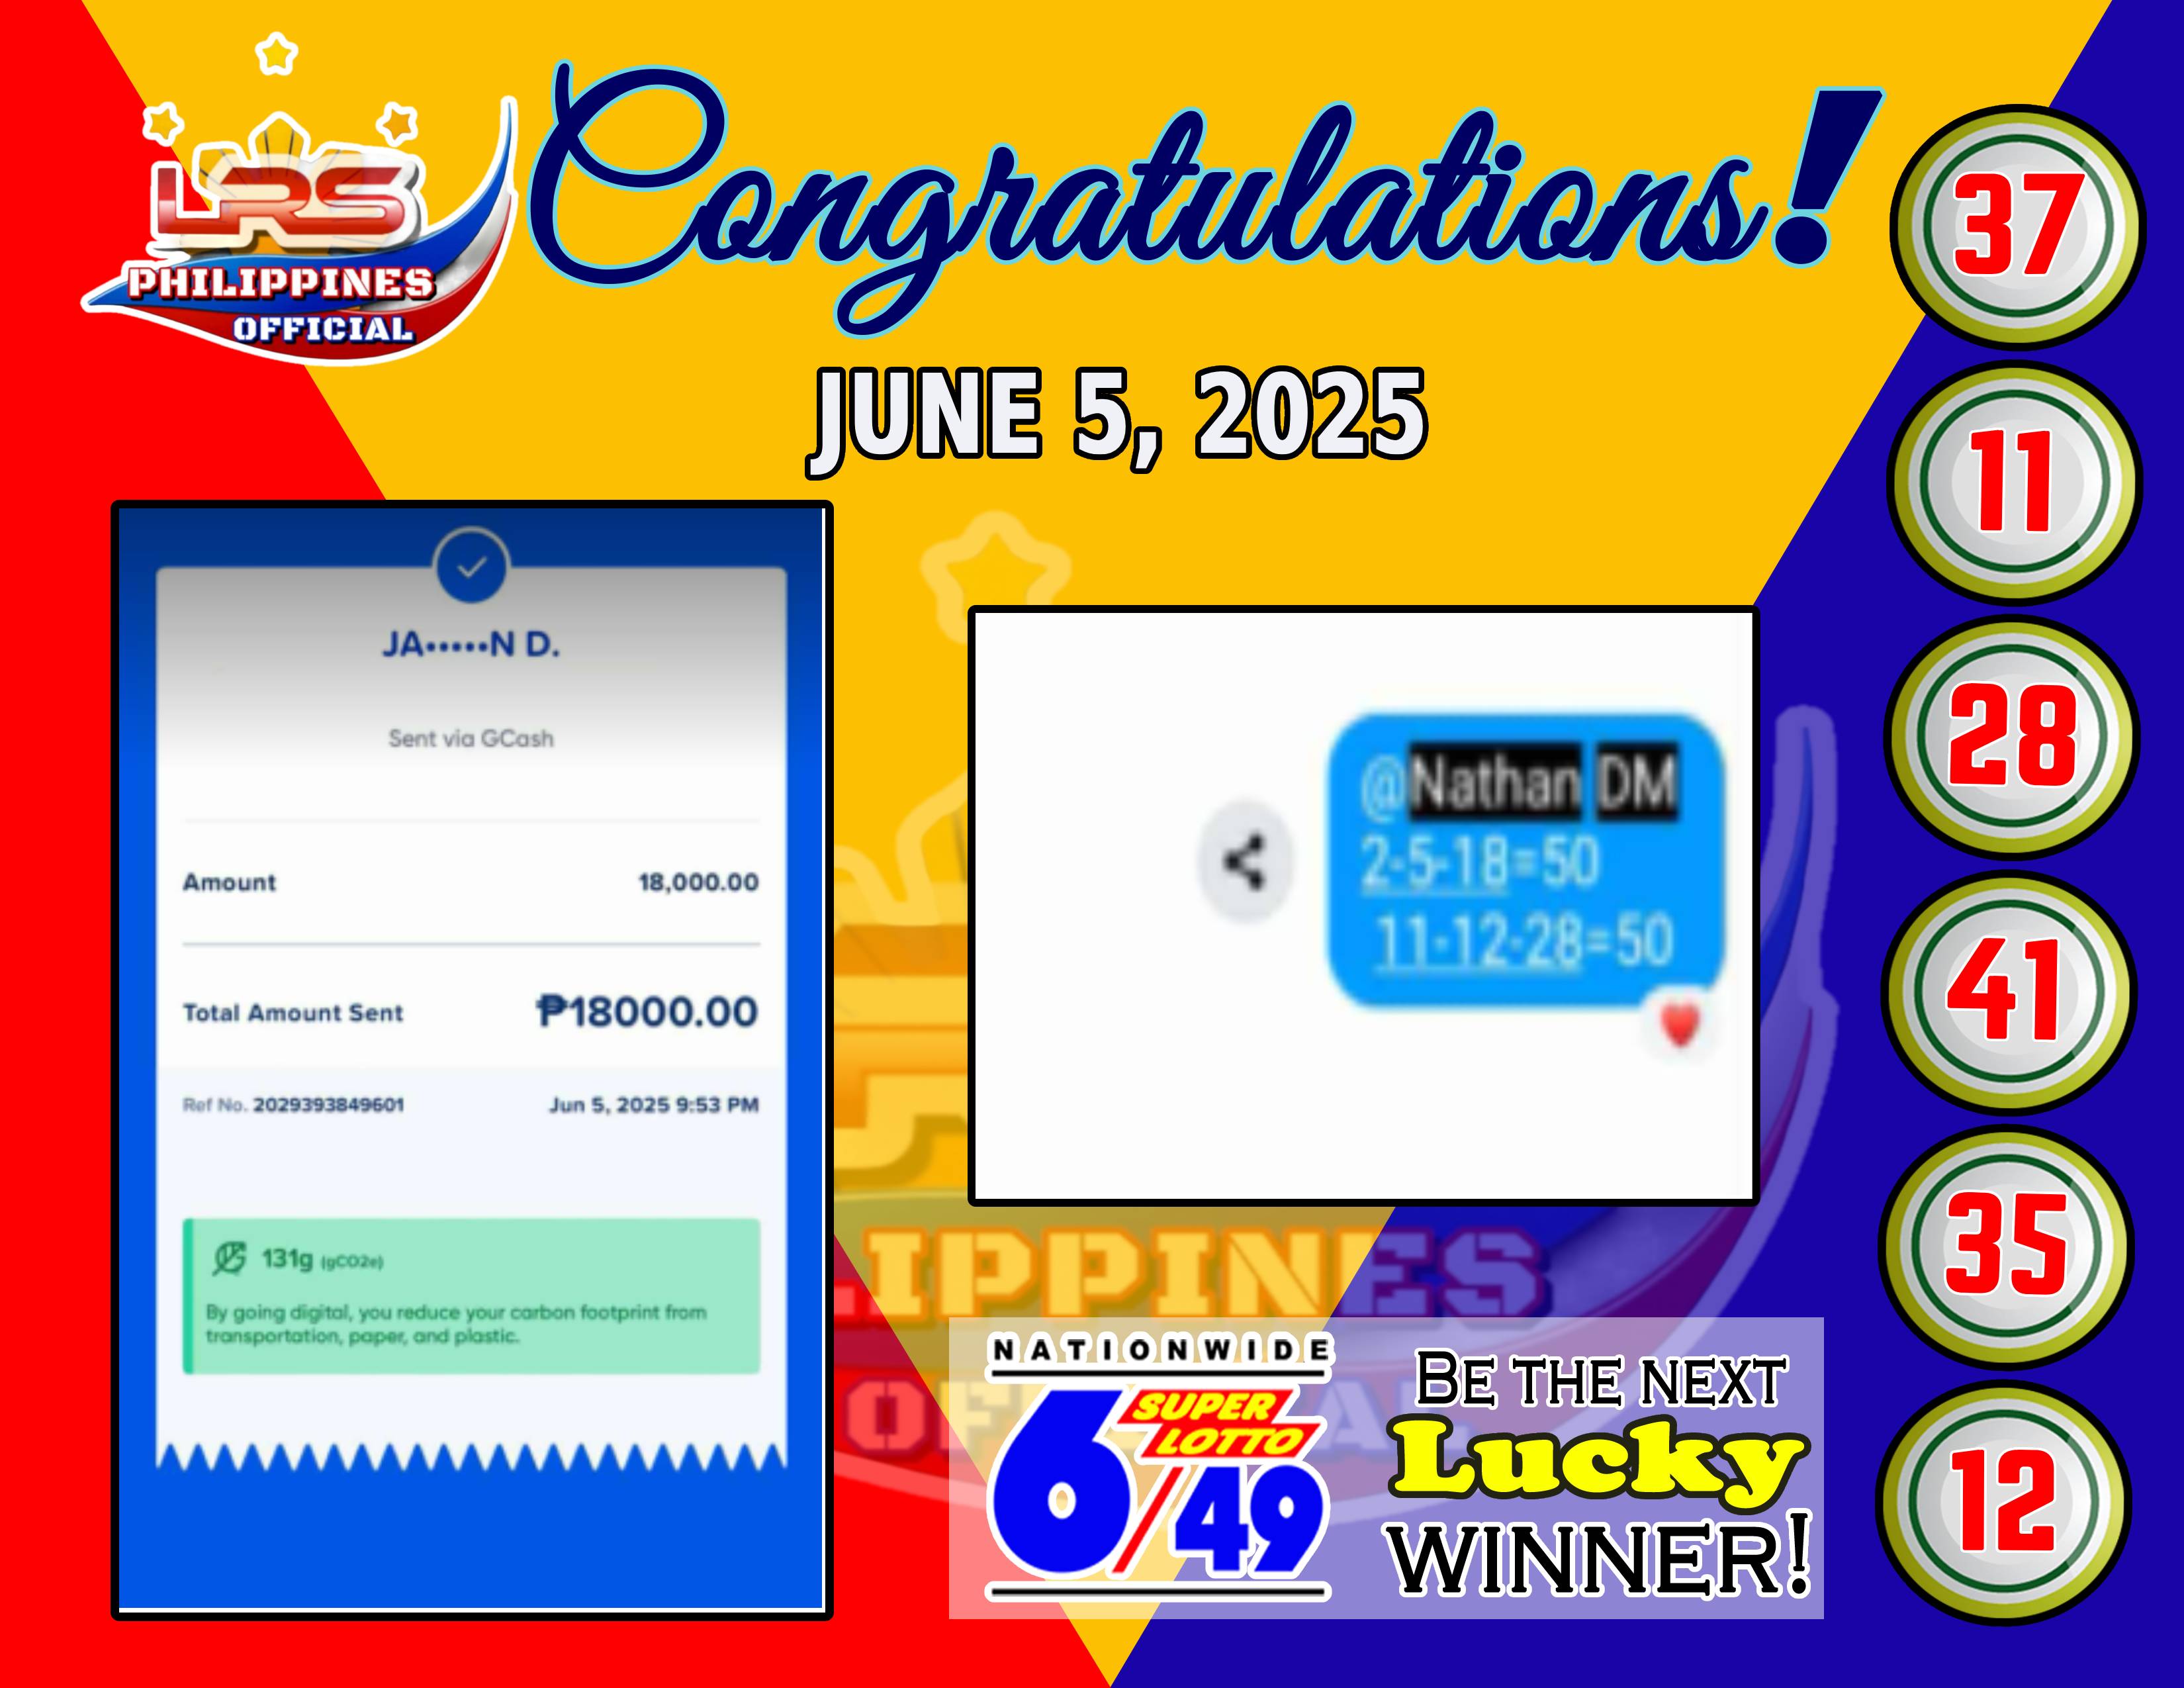 LRS
PHILIPPINES
OFFICIAL
Congratulations!
JUNE 5, 2025
JA•••••N D.
Sent via GCash
Amount 18,000.00
Total Amount Sent ₱18000.00
Ref No. 2029393849601 Jun 5, 2025 9:53 PM
131g (gCO2e)
By going digital, you reduce your carbon footprint from
transportation, paper, and plastic.
@Nathan DM
2-5-18=50
11-12-28=50
LIPPINES
NATIONWIDE
SUPER
LOTTO
6/49
BE THE NEXT
Lucky
WINNER!
37
11
28
41
35
12